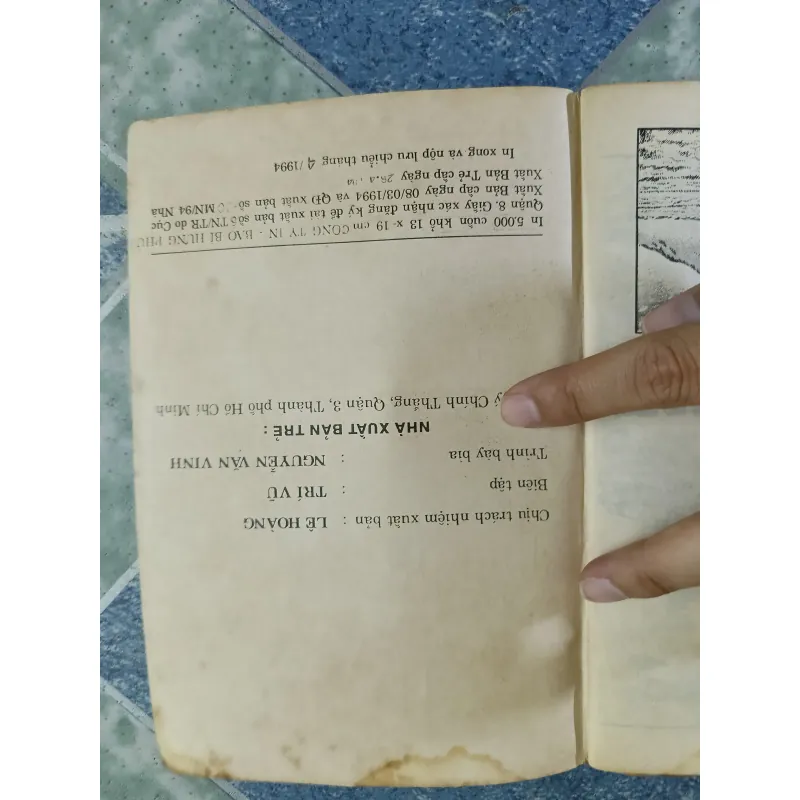 Chịu trách nhiệm xuất bản : LÊ HOÀNG
Biên tập : TRÍ VŨ
Trình bày bìa : NGUYỄN VĂN VINH
NHÀ XUẤT BẢN TRẺ :
Chính Thắng, Quận 3, Thành phố Hồ Chí Minh
In 5.000 cuốn khổ 13 x 19 cm CÔNG TY IN - BAO BÌ HƯNG PHÚ
Quận 8. Giấy xác nhận đăng ký đề tài xuất bản số TNTR do Cục
Xuất Bản cấp ngày 08/03/1994 và QĐ xuất bản số MN/94 Nhà
Xuất Bản Trẻ cấp ngày
In xong và nộp lưu chiểu tháng 4/1994